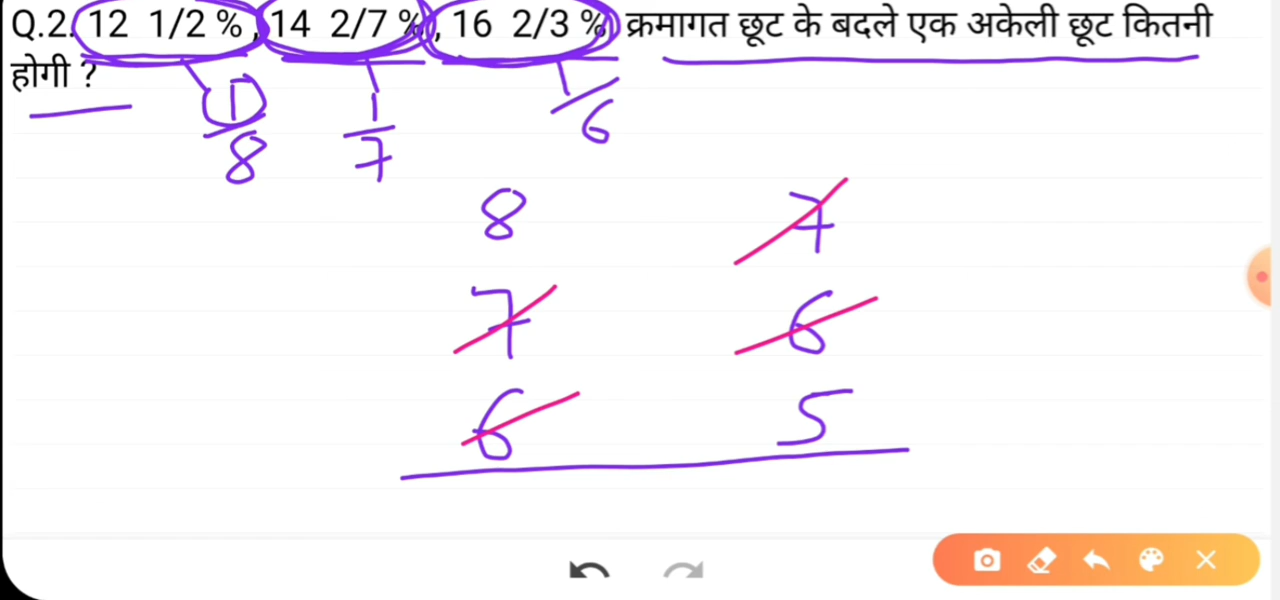 Q.2. 12 1/2 %, 14 2/7 %, 16 2/3 % क्रमागत छूट के बदले एक अकेली छूट कितनी
होगी ?
1/8 1/7 1/6
8 7
7 6
6 5